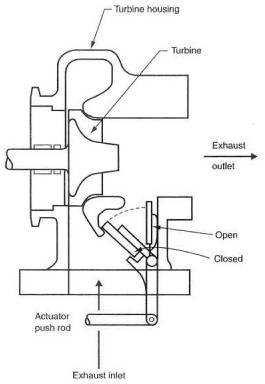 Turbine housing
Turbine
Exhaust
outlet
Open
Closed
Actuator
push rod
Exhaust inlet